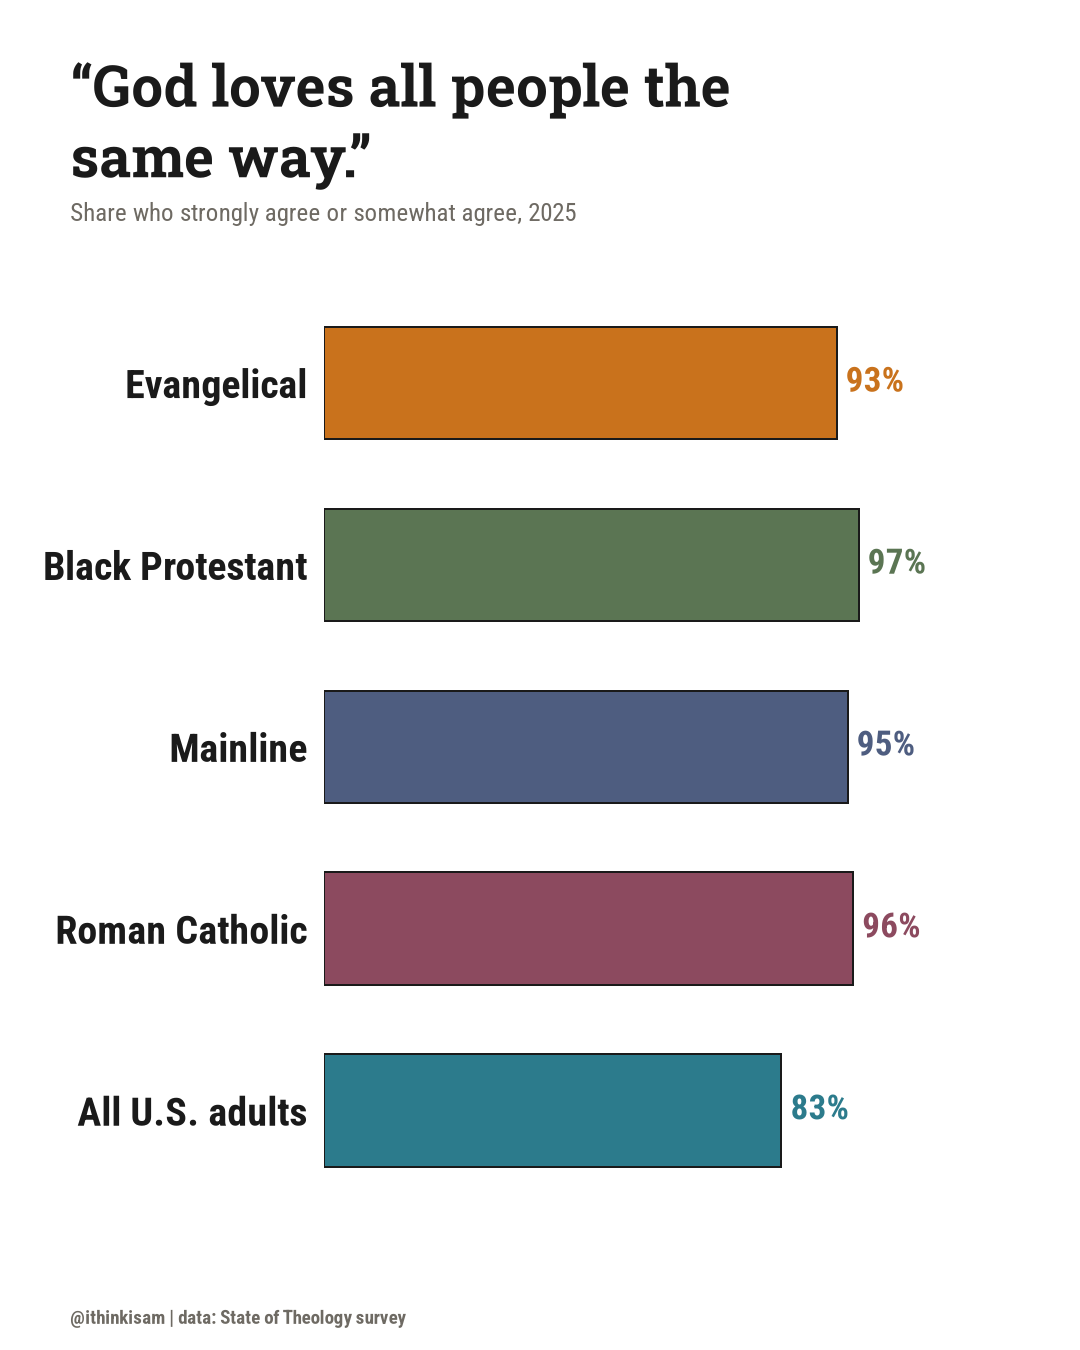 “God loves all people the
same way.”
Share who strongly agree or somewhat agree, 2025
Evangelical 93%
Black Protestant 97%
Mainline 95%
Roman Catholic 96%
All U.S. adults 83%
@ithinkisam | data: State of Theology survey